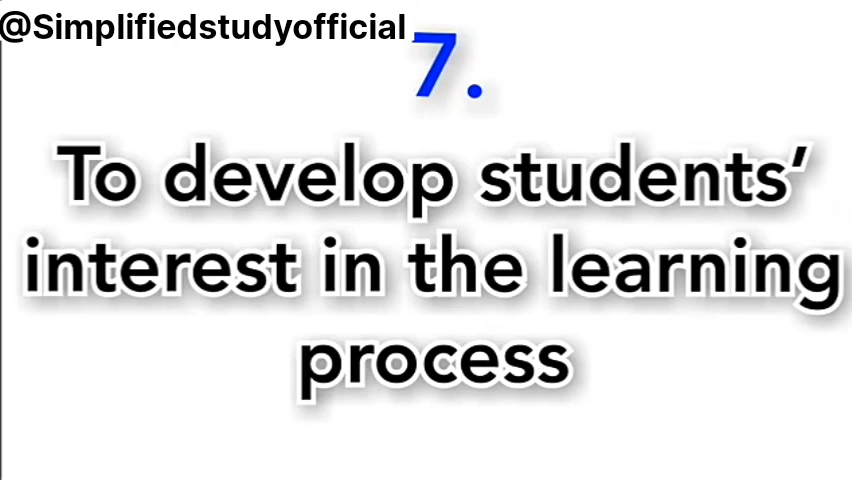 @Simplifiedstudyofficial
7.
To develop students’
interest in the learning
process